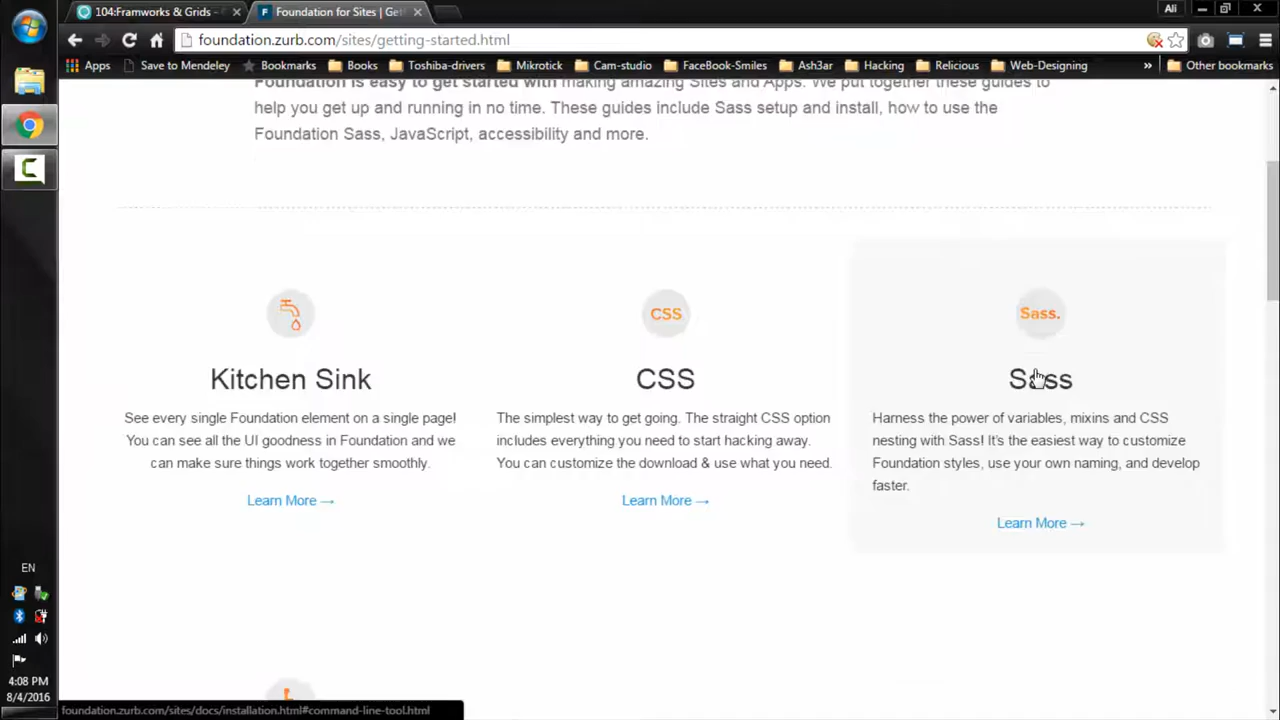 104:Framworks & Grids -
Foundation for Sites | Get
Ali
foundation.zurb.com/sites/getting-started.html
Apps
Save to Mendeley
Bookmarks
Books
Toshiba-drivers
Mikrotick
Cam-studio
FaceBook-Smiles
Ash3ar
Hacking
Relicious
Web-Designing
»
Other bookmarks
Foundation is easy to get started with making amazing Sites and Apps. We put together these guides to
help you get up and running in no time. These guides include Sass setup and install, how to use the
Foundation Sass, JavaScript, accessibility and more.
CSS
Sass.
Kitchen Sink
See every single Foundation element on a single page!
You can see all the UI goodness in Foundation and we
can make sure things work together smoothly.
Learn More →
CSS
The simplest way to get going. The straight CSS option
includes everything you need to start hacking away.
You can customize the download & use what you need.
Learn More →
Sass
Harness the power of variables, mixins and CSS
nesting with Sass! It's the easiest way to customize
Foundation styles, use your own naming, and develop
faster.
Learn More →
EN
4:08 PM
8/4/2016
foundation.zurb.com/sites/docs/installation.html#command-line-tool.html